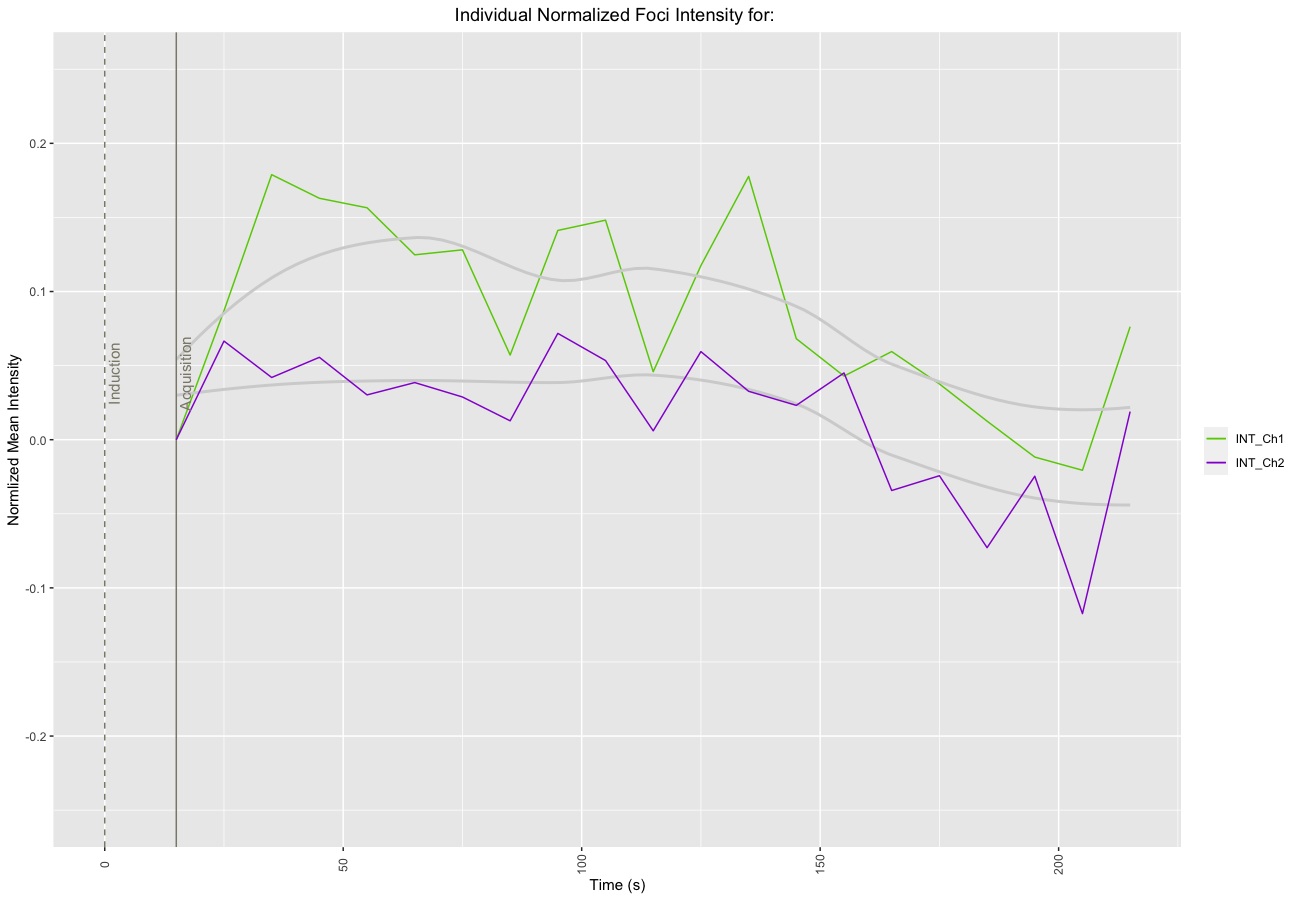 Individual Normalized Foci Intensity for:
Normlized Mean Intensity
0.2
0.1
0.0
-0.1
-0.2
Induction
Acquisition
0
50
100
150
200
Time (s)
INT_Ch1
INT_Ch2